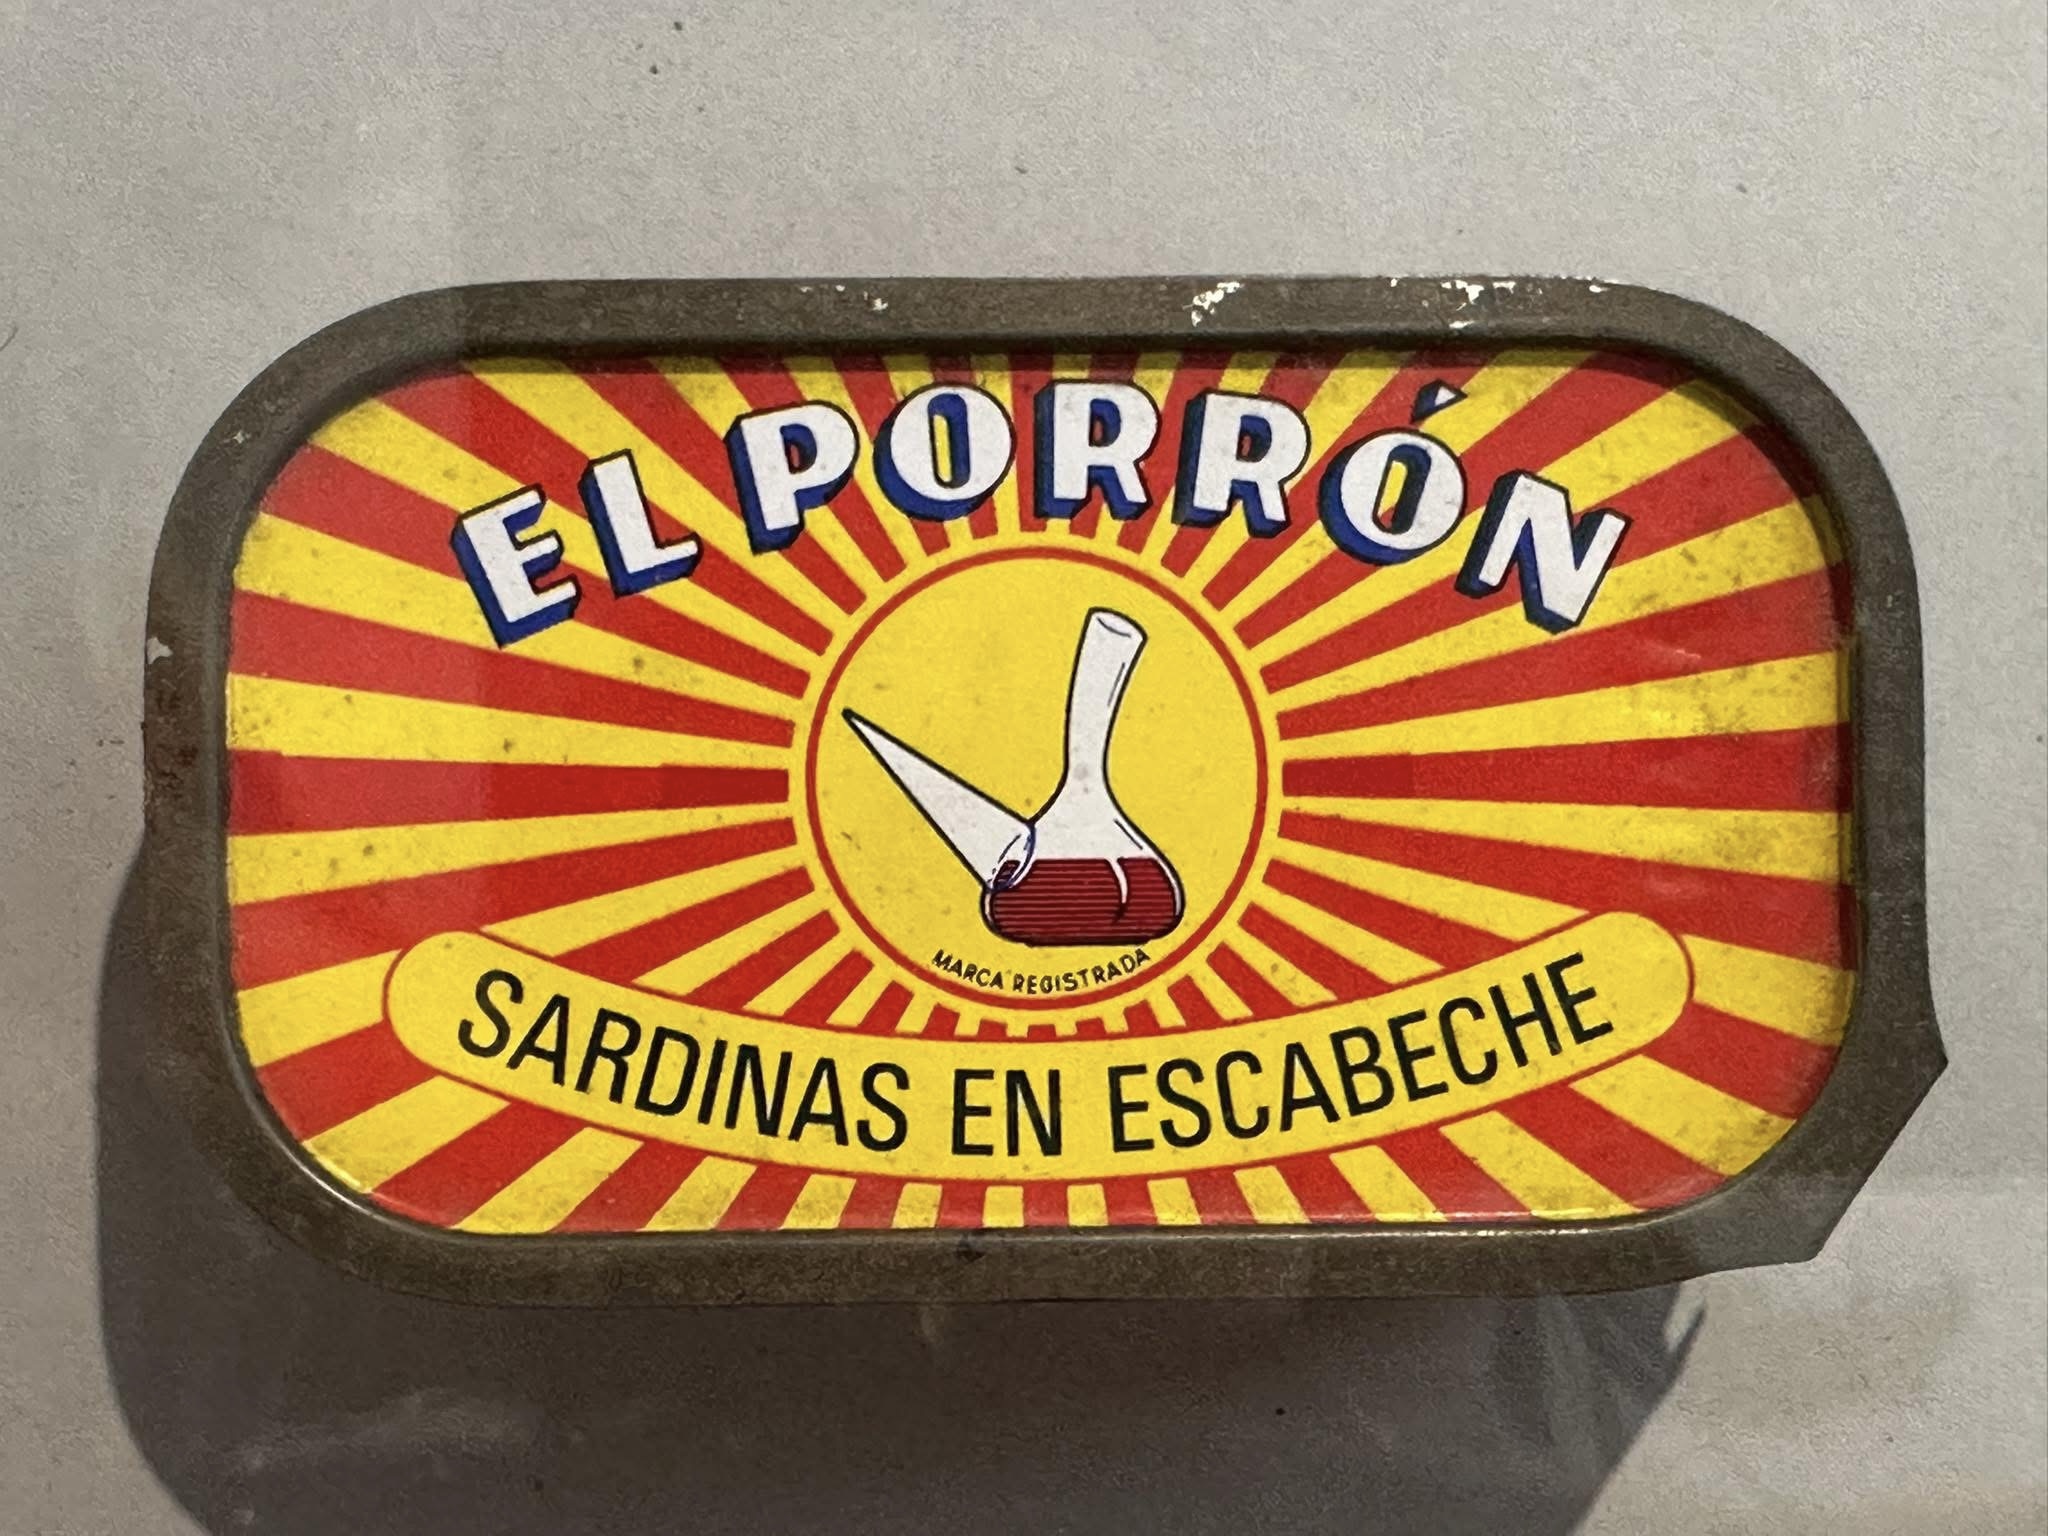 EL PORRÓN
MARCA REGISTRADA
SARDINAS EN ESCABECHE